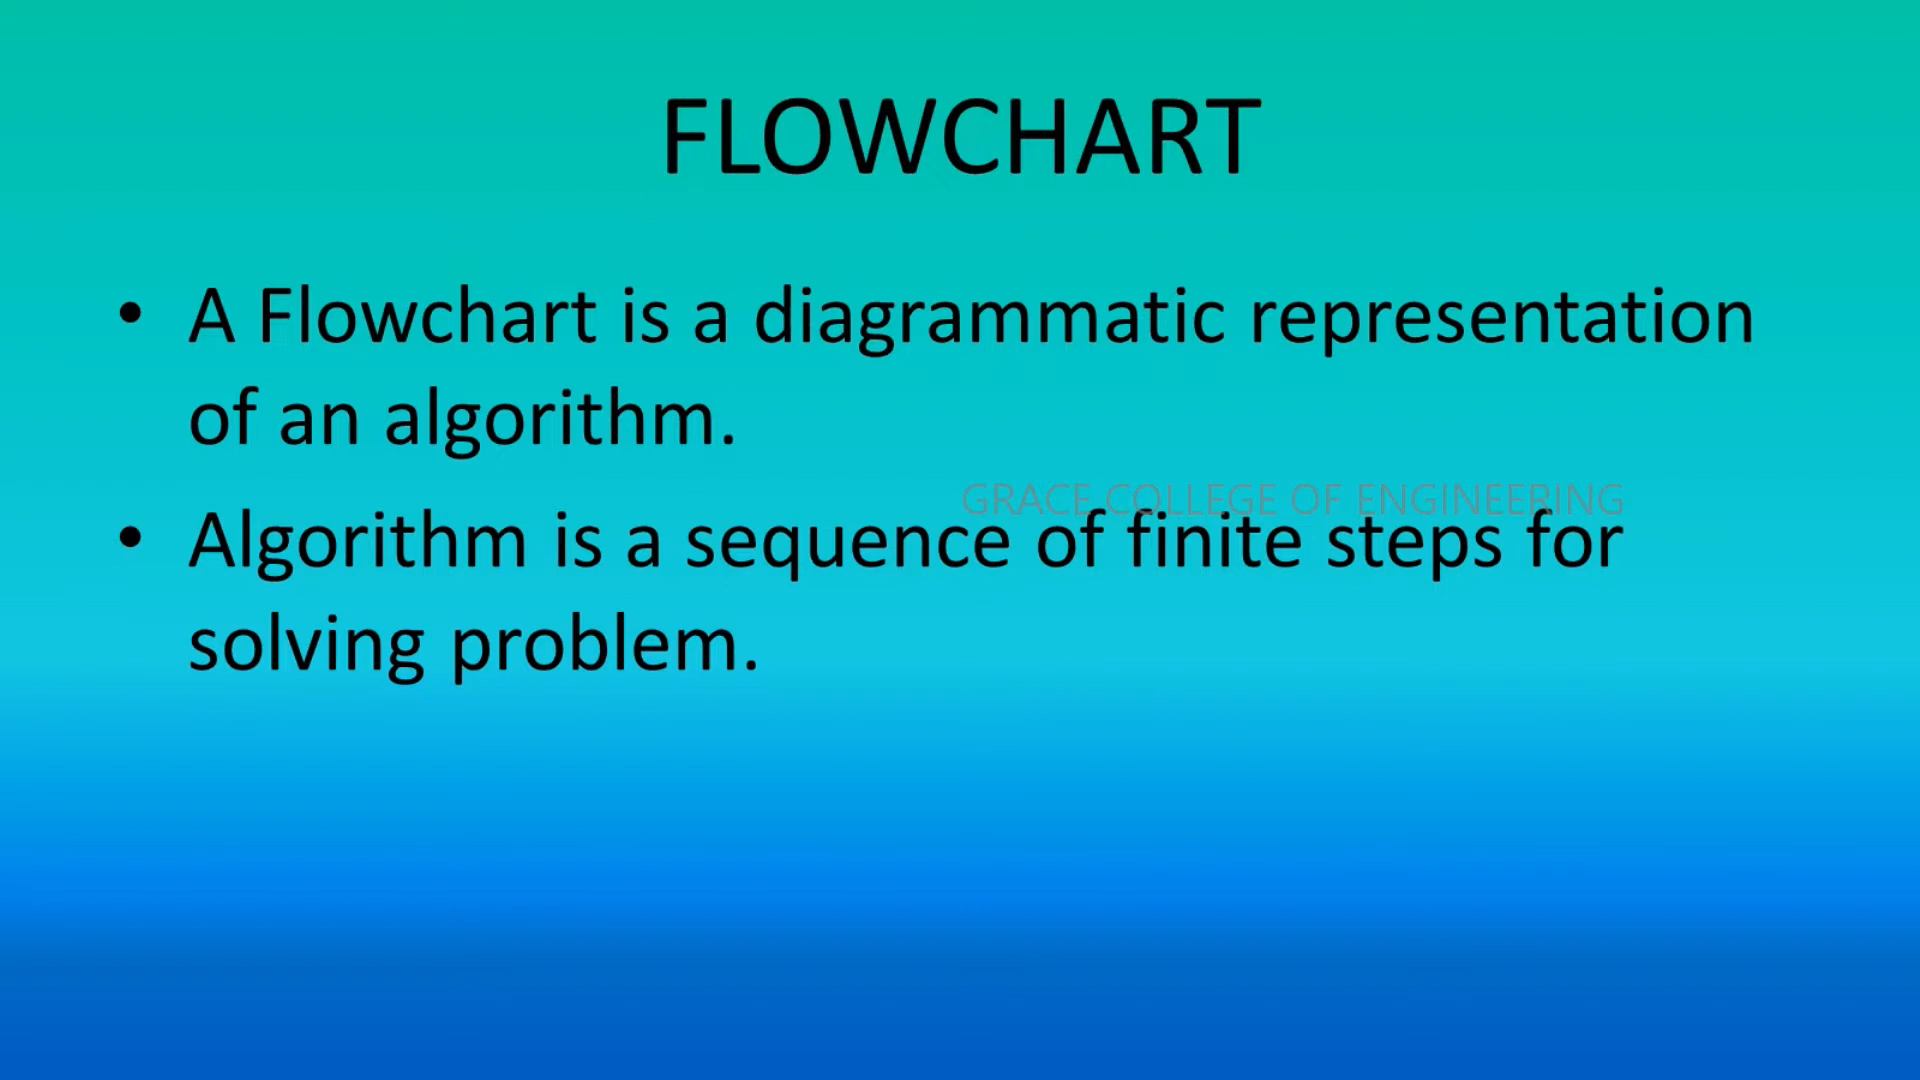 FLOWCHART
• A Flowchart is a diagrammatic representation
of an algorithm.
GRACE COLLEGE OF ENGINEERING
• Algorithm is a sequence of finite steps for
solving problem.